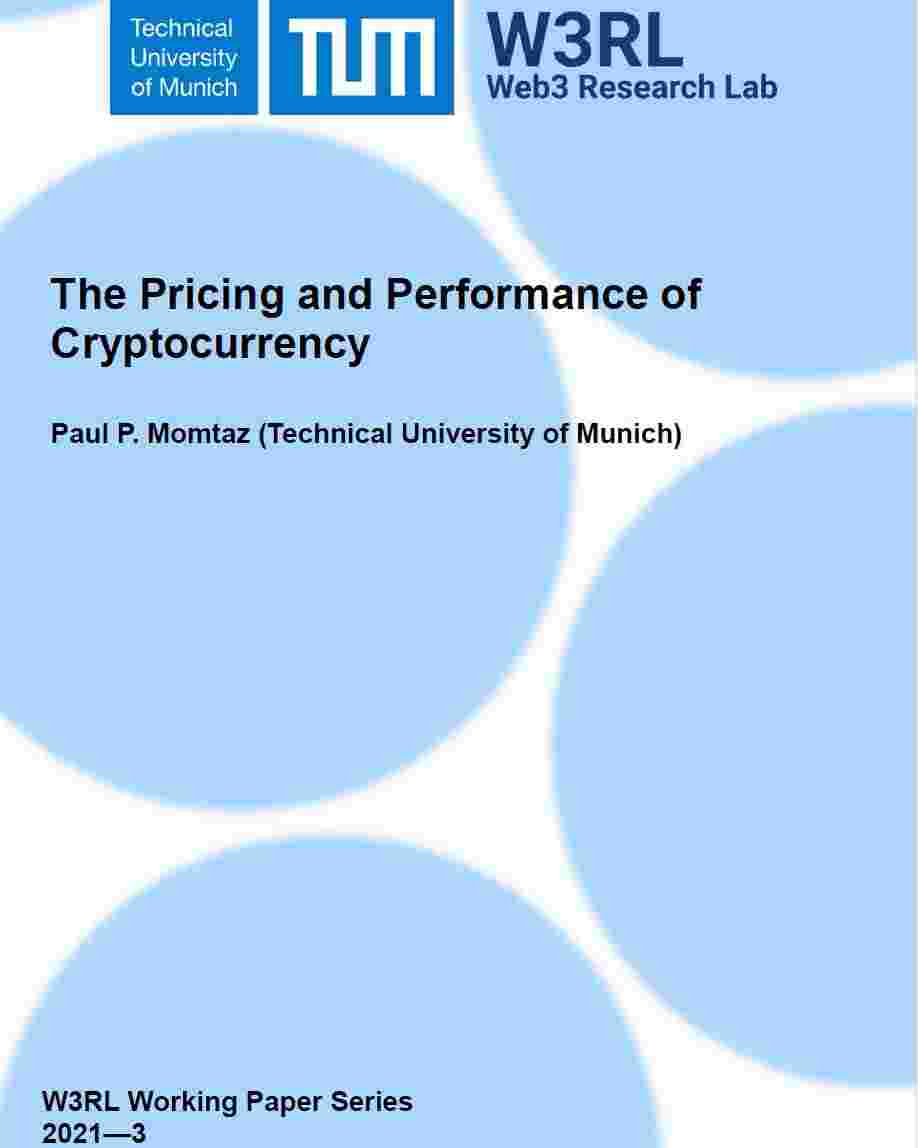 Technical
University
of Munich
TUM
W3RL
Web3 Research Lab
The Pricing and Performance of
Cryptocurrency
Paul P. Momtaz (Technical University of Munich)
W3RL Working Paper Series
2021—3